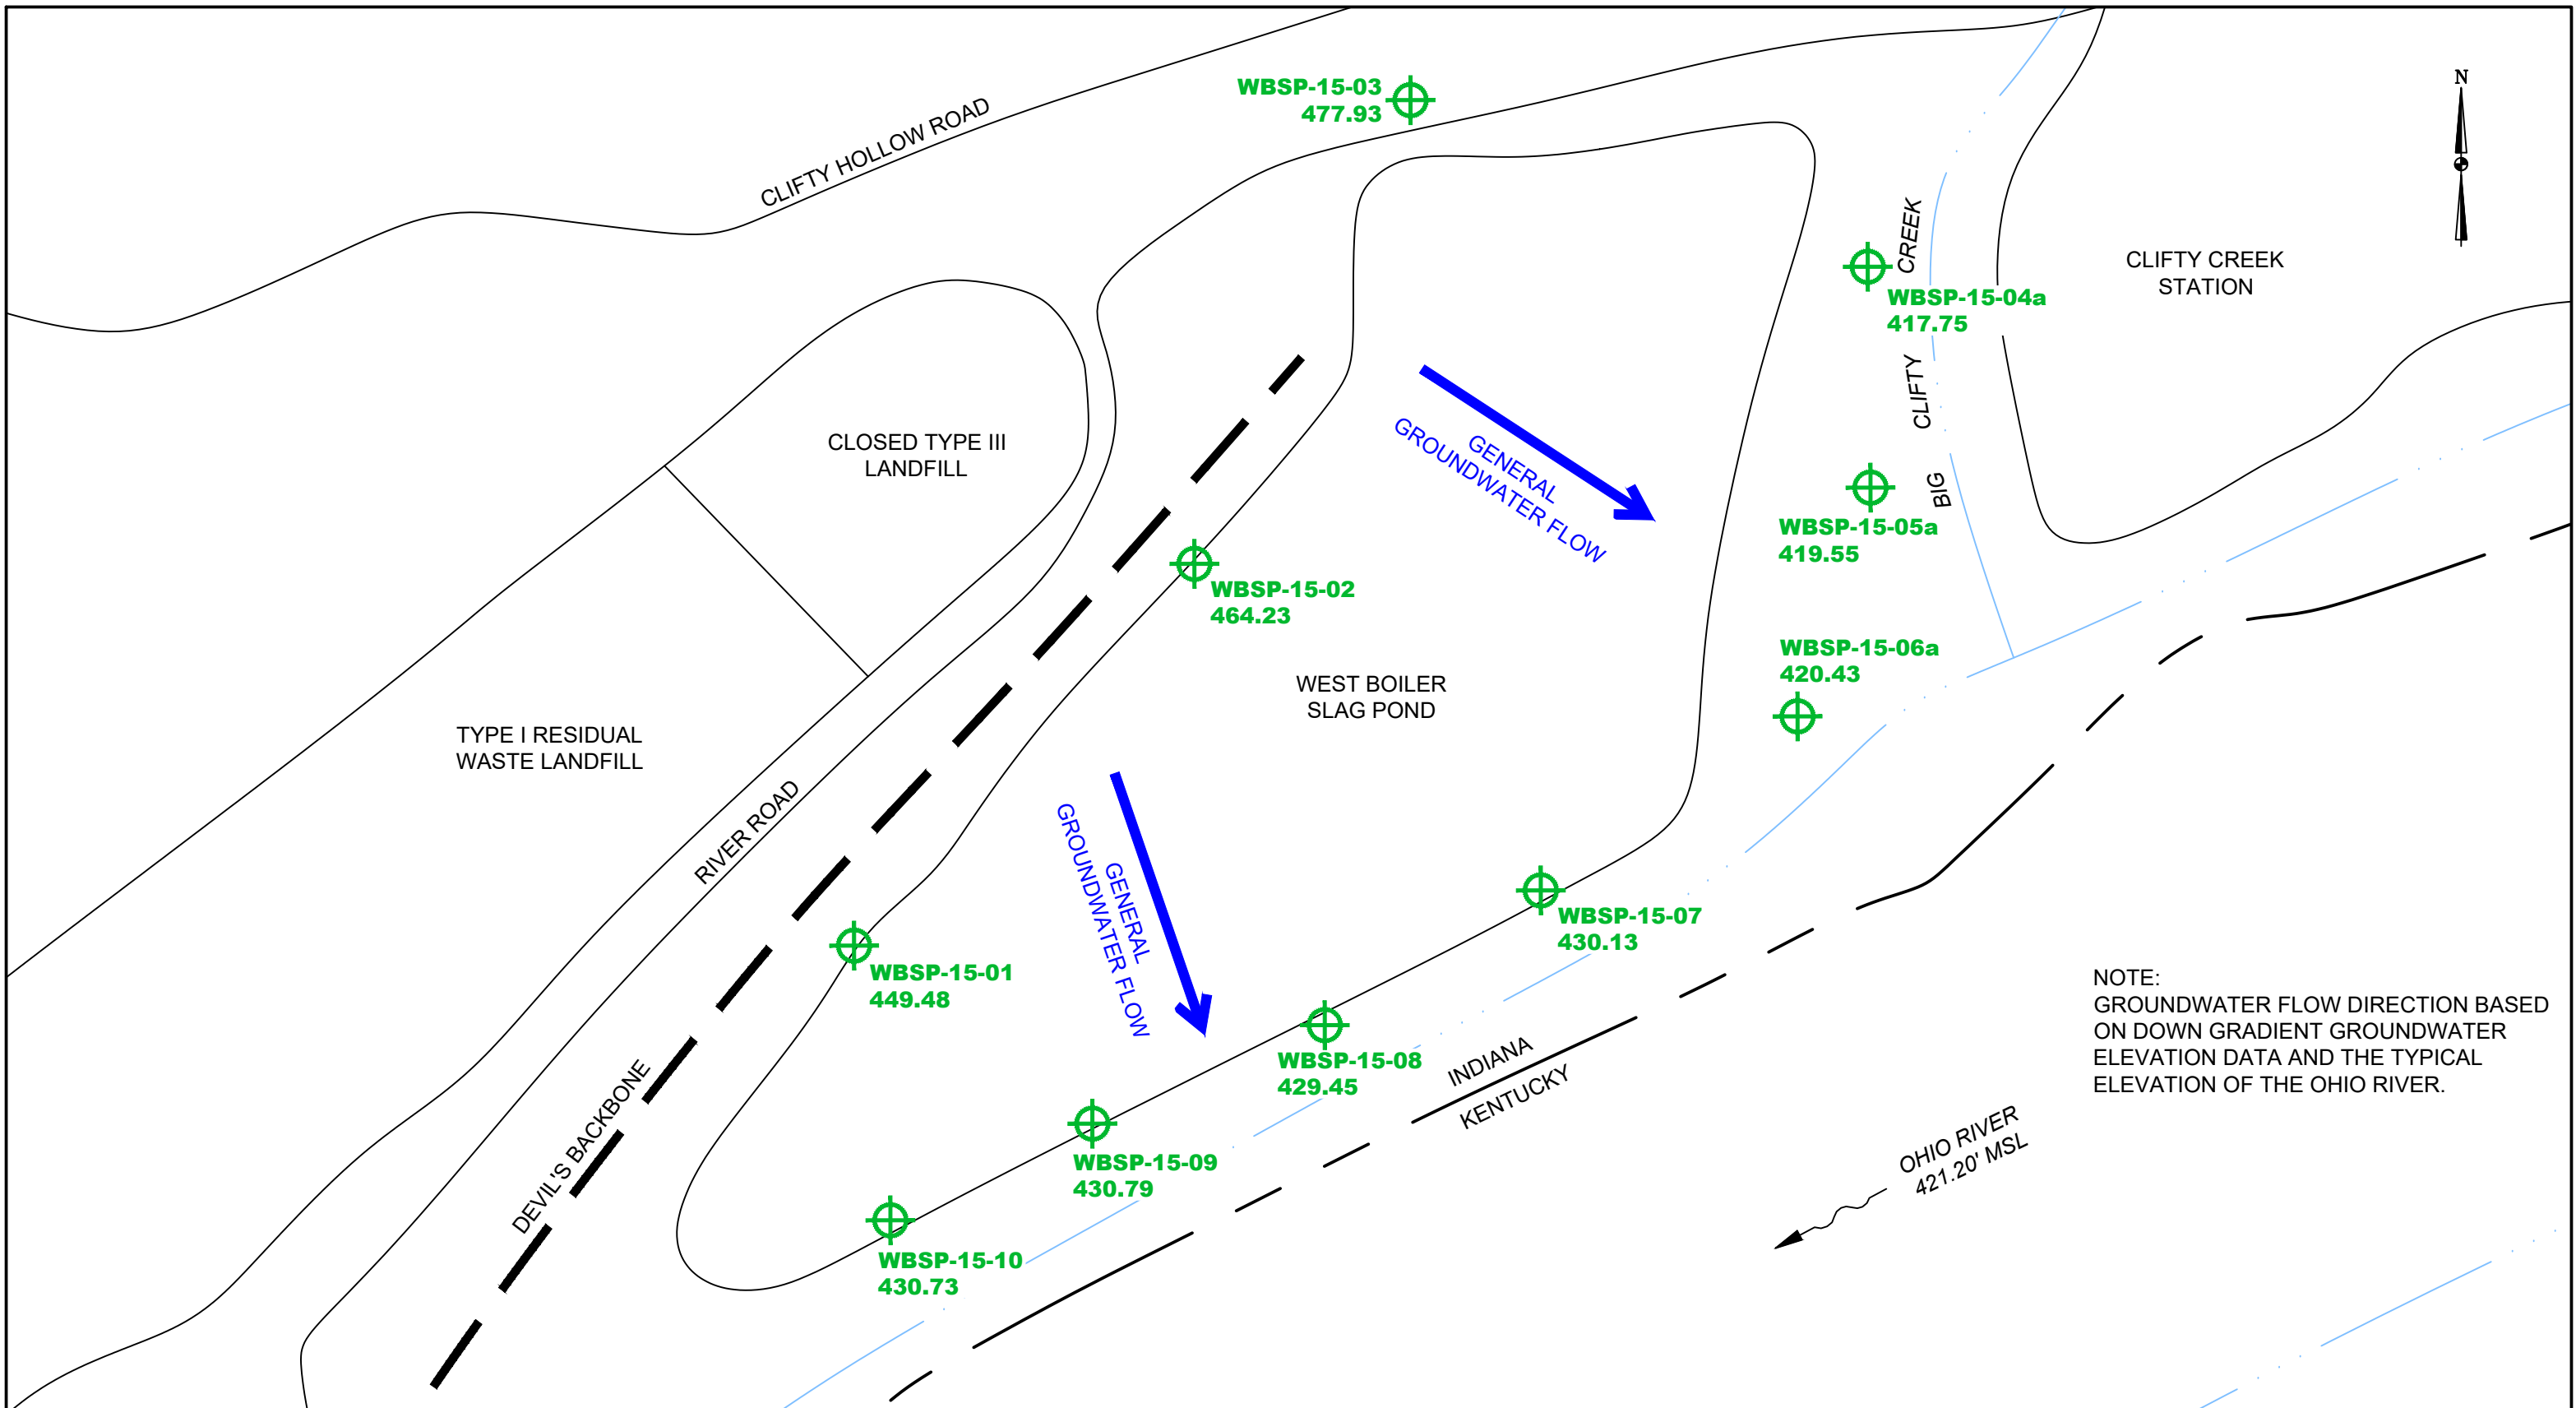 WBSP-15-03
477.93
N
CLIFTY HOLLOW ROAD
CREEK
CLIFTY
BIG
WBSP-15-04a
417.75
CLIFTY CREEK
STATION
CLOSED TYPE III
LANDFILL
GENERAL
GROUNDWATER FLOW
WBSP-15-05a
419.55
WBSP-15-02
464.23
WBSP-15-06a
420.43
WEST BOILER
SLAG POND
TYPE I RESIDUAL
WASTE LANDFILL
RIVER ROAD
GENERAL
GROUNDWATER FLOW
WBSP-15-07
430.13
WBSP-15-01
449.48
NOTE:
GROUNDWATER FLOW DIRECTION BASED
ON DOWN GRADIENT GROUNDWATER
ELEVATION DATA AND THE TYPICAL
ELEVATION OF THE OHIO RIVER.
WBSP-15-08
429.45
INDIANA
KENTUCKY
DEVIL'S BACKBONE
WBSP-15-09
430.79
OHIO RIVER
421.20' MSL
WBSP-15-10
430.73